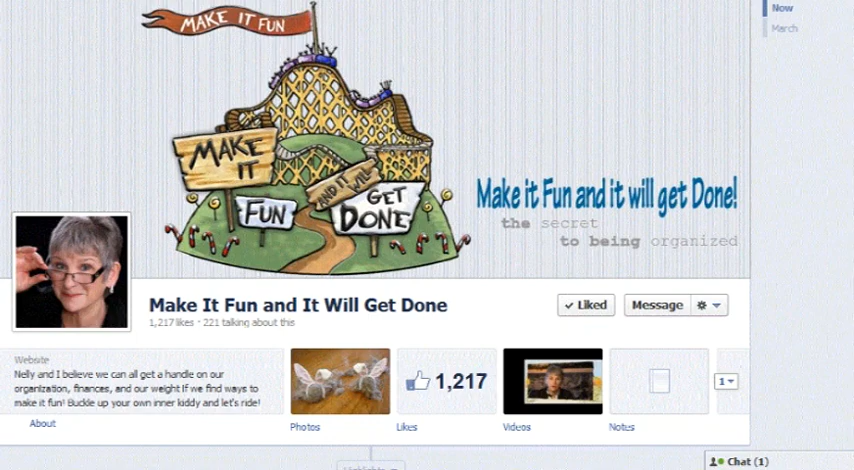 MAKE IT FUN
Now
March
MAKE
IT
FUN
AND IT
WILL
GET
DONE
Make it Fun and it will get Done!
the secret
to being organized
Make It Fun and It Will Get Done
1,217 likes · 221 talking about this
Liked
Message
Website
Nelly and I believe we can all get a handle on our
organization, finances, and our weight If we find ways to
make it fun! Buckle up your own inner kiddy and let's ride!
About
1,217
1
Photos
Likes
Videos
Notes
Highlights
Chat (1)